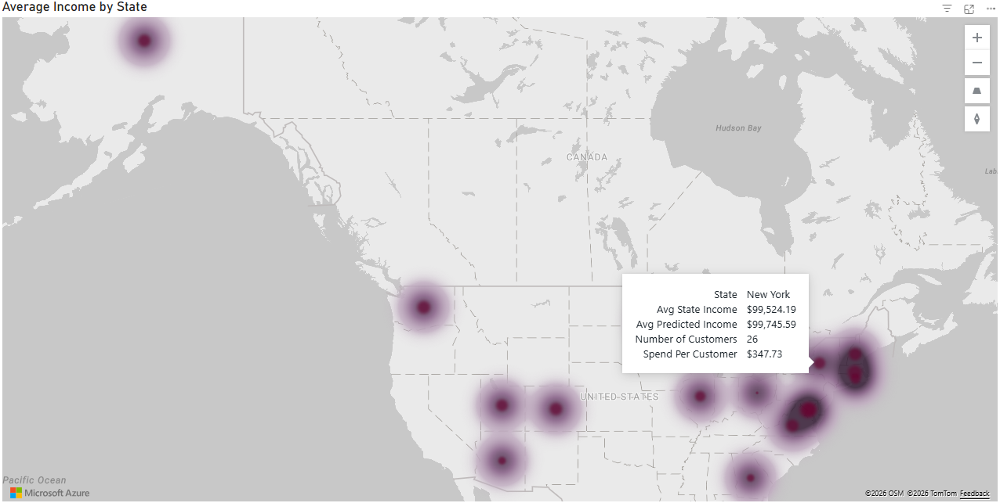 Average Income by State
Hudson Bay
CANADA
Lab
State New York
Avg State Income $99,524.19
Avg Predicted Income $99,745.59
Number of Customers 26
Spend Per Customer $347.73
UNITED STATES
Pacific Ocean
Microsoft Azure
©2026 OSM ©2026 TomTom Feedback